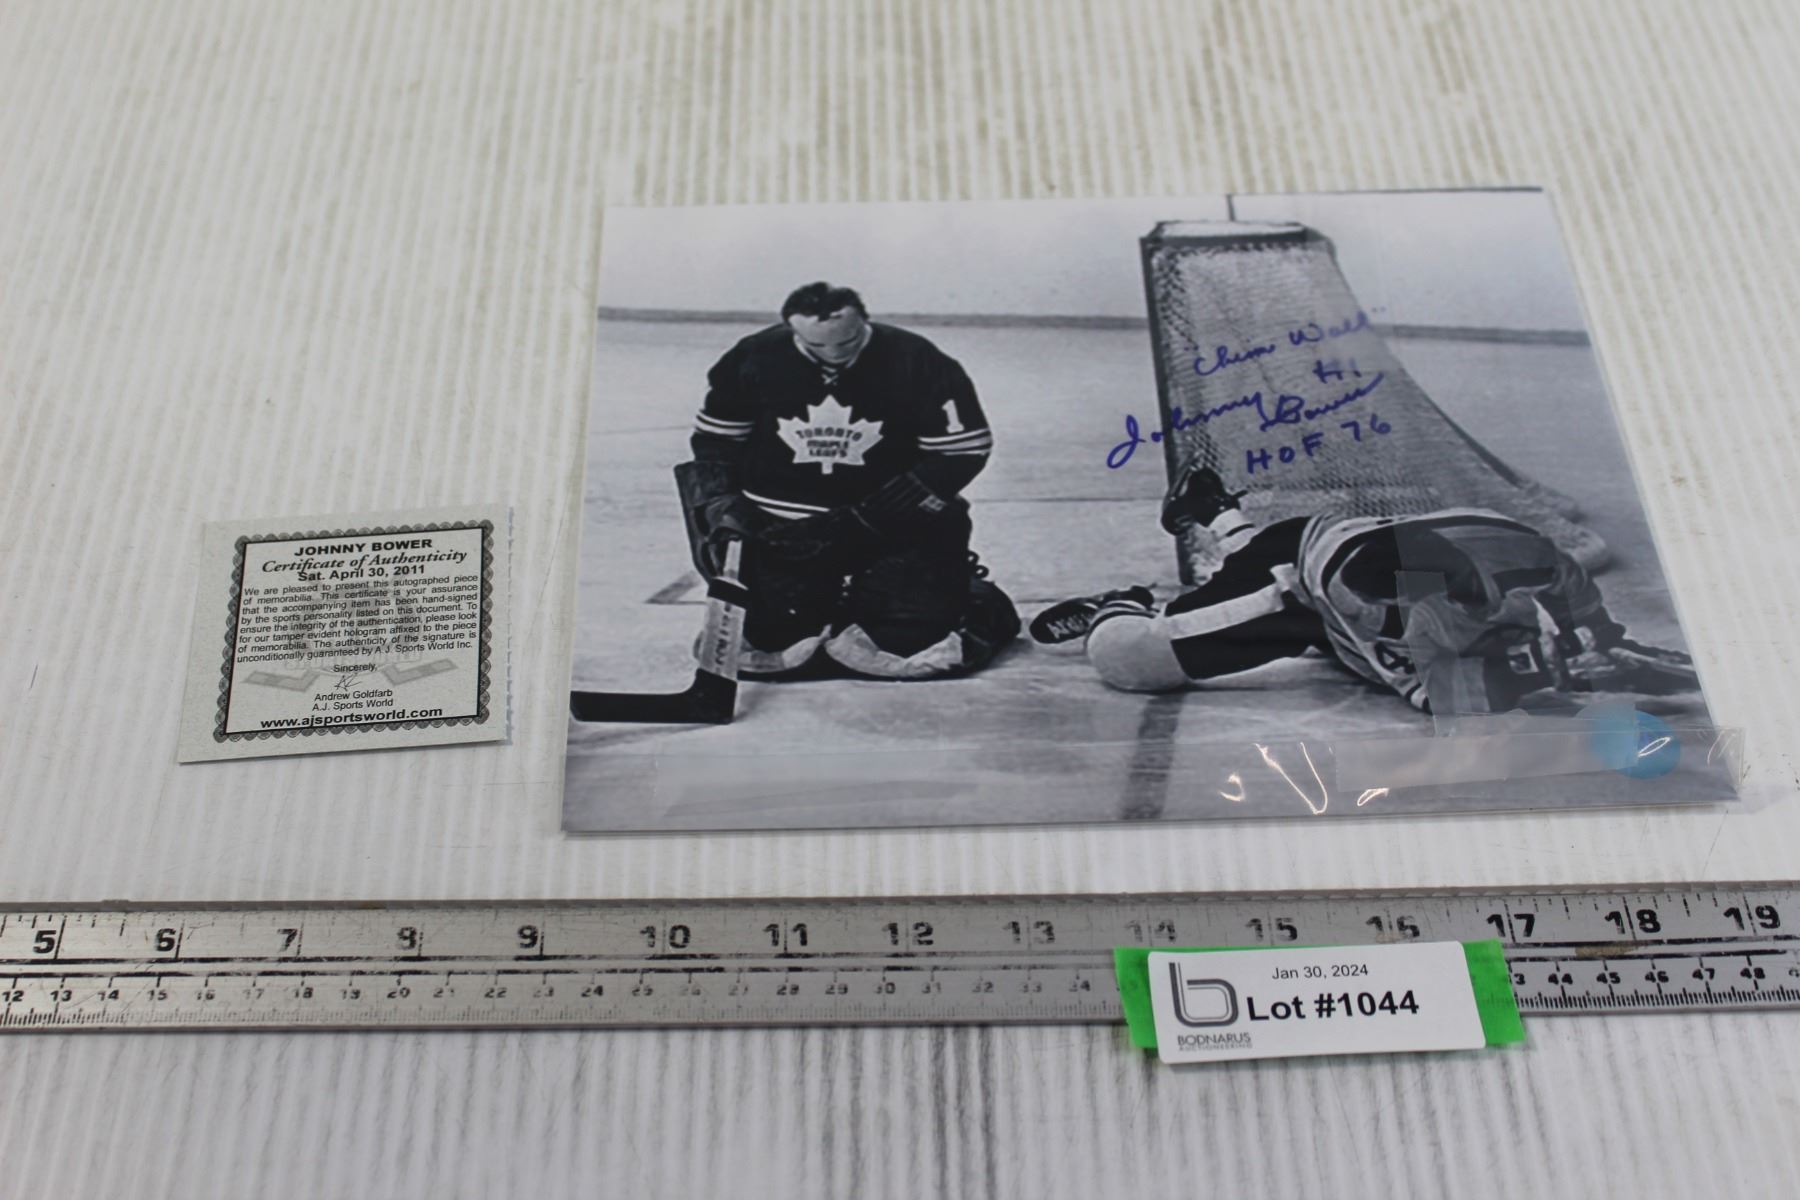 JOHNNY BOWER
Certificate of Authenticity
Sat. April 30, 2011
We are pleased to present this autographed piece
of memorabilia. This certificate is your assurance
that the accompanying item has been hand-signed
by the sports personality listed on this document. To
ensure the integrity of the authentication, please look
for our tamper evident hologram affixed to the piece
of memorabilia. The authenticity of the signature is
unconditionally guaranteed by A.J. Sports World Inc.
Sincerely,
Andrew Goldfarb
A.J. Sports World
www.ajsportsworld.com
1
TORONTO
MAPLE
LEAFS
"China Wall"
#1
Johnny Bower
HOF 76
4
5 6 7 8 9 10 11 12 13 14 15 16 17 18 19
12 13 14 15 16 17 18 19 20 21 22 23 24 25 26 27 28 29 30 31 32 33 34 44 45 46 47 48
Jan 30, 2024
Lot #1044
BODNARUS
AUCTIONEERING